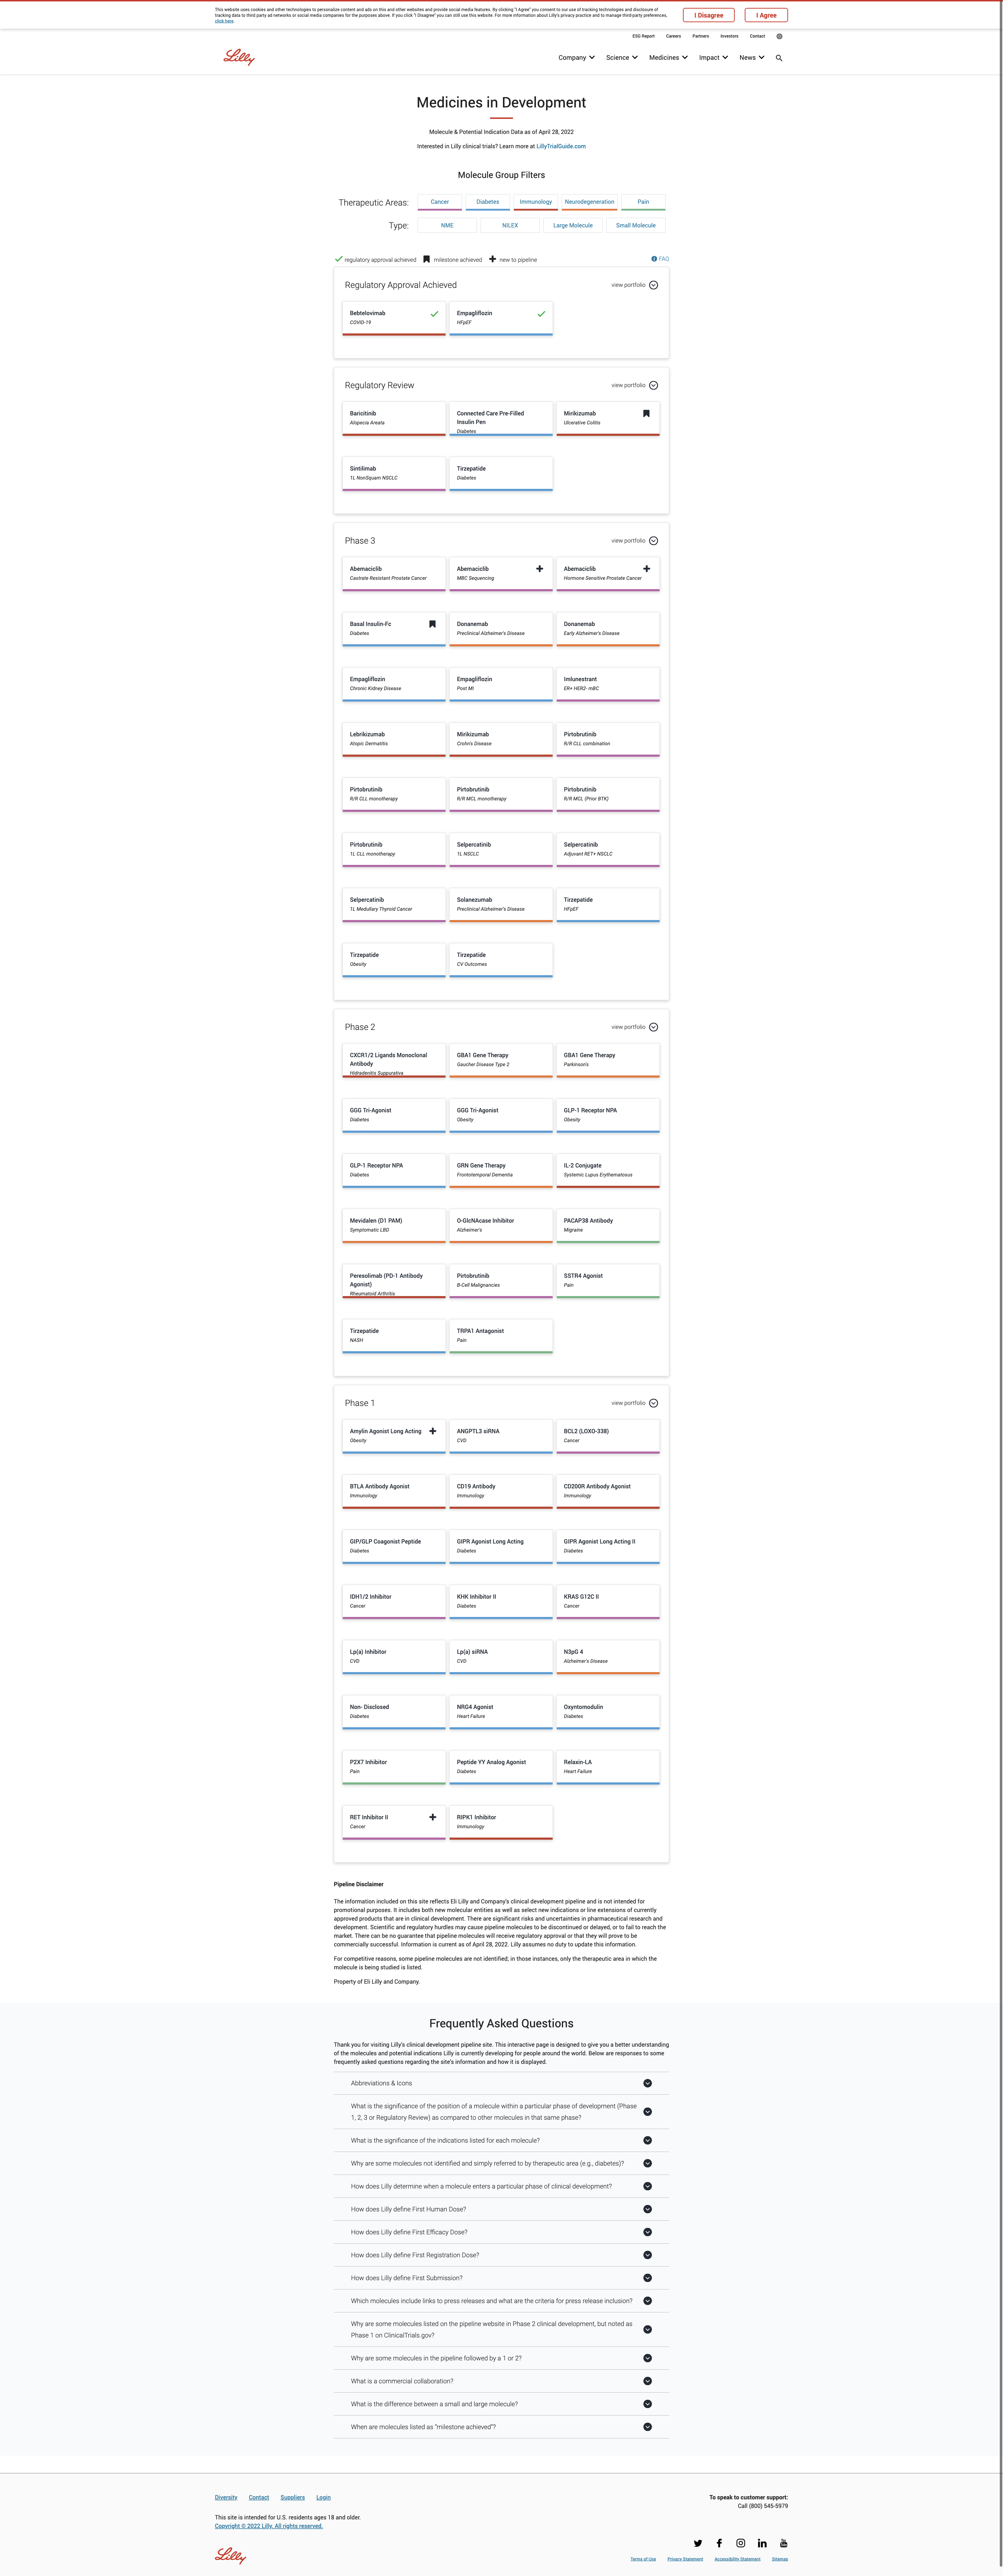 This website uses cookies and other technologies to personalize content and ads on this and other websites and provide social media features. By clicking "I Agree" you consent to our use of tracking technologies and disclosure of
tracking data to third party ad networks or social media companies for the purposes above. If you click "I Disagree" you can still use this website. For more information about Lilly's privacy practice and to manage third-party preferences,
click here.
I Disagree
I Agree
ESG Report Careers Partners Investors Contact
Lilly
Company Science Medicines Impact News
Medicines in Development
Molecule & Potential Indication Data as of April 28, 2022
Interested in Lilly clinical trials? Learn more at LillyTrialGuide.com
Molecule Group Filters
Therapeutic Areas: Cancer Diabetes Immunology Neurodegeneration Pain
Type: NME NILEX Large Molecule Small Molecule
regulatory approval achieved milestone achieved new to pipeline FAQ
Regulatory Approval Achieved view portfolio
Bebtelovimab
COVID-19
Empagliflozin
HFpEF
Regulatory Review view portfolio
Baricitinib
Alopecia Areata
Connected Care Pre-Filled
Insulin Pen
Diabetes
Mirikizumab
Ulcerative Colitis
Sintilimab
1L NonSquam NSCLC
Tirzepatide
Diabetes
Phase 3 view portfolio
Abemaciclib
Castrate Resistant Prostate Cancer
Abemaciclib
MBC Sequencing
Abemaciclib
Hormone Sensitive Prostate Cancer
Basal Insulin-Fc
Diabetes
Donanemab
Preclinical Alzheimer's Disease
Donanemab
Early Alzheimer's Disease
Empagliflozin
Chronic Kidney Disease
Empagliflozin
Post MI
Imlunestrant
ER+ HER2- mBC
Lebrikizumab
Atopic Dermatitis
Mirikizumab
Crohn's Disease
Pirtobrutinib
R/R CLL combination
Pirtobrutinib
R/R CLL monotherapy
Pirtobrutinib
R/R MCL monotherapy
Pirtobrutinib
R/R MCL (Prior BTK)
Pirtobrutinib
1L CLL monotherapy
Selpercatinib
1L NSCLC
Selpercatinib
Adjuvant RET+ NSCLC
Selpercatinib
1L Medullary Thyroid Cancer
Solanezumab
Preclinical Alzheimer's Disease
Tirzepatide
HFpEF
Tirzepatide
Obesity
Tirzepatide
CV Outcomes
Phase 2 view portfolio
CXCR1/2 Ligands Monoclonal
Antibody
Hidradenitis Suppurativa
GBA1 Gene Therapy
Gaucher Disease Type 2
GBA1 Gene Therapy
Parkinson's
GGG Tri-Agonist
Diabetes
GGG Tri-Agonist
Obesity
GLP-1 Receptor NPA
Obesity
GLP-1 Receptor NPA
Diabetes
GRN Gene Therapy
Frontotemporal Dementia
IL-2 Conjugate
Systemic Lupus Erythematosus
Mevidalen (D1 PAM)
Symptomatic LBD
O-GlcNAcase Inhibitor
Alzheimer's
PACAP38 Antibody
Migraine
Peresolimab (PD-1 Antibody
Agonist)
Rheumatoid Arthritis
Pirtobrutinib
B-Cell Malignancies
SSTR4 Agonist
Pain
Tirzepatide
NASH
TRPA1 Antagonist
Pain
Phase 1 view portfolio
Amylin Agonist Long Acting
Obesity
ANGPTL3 siRNA
CVD
BCL2 (LOXO-338)
Cancer
BTLA Antibody Agonist
Immunology
CD19 Antibody
Immunology
CD200R Antibody Agonist
Immunology
GIP/GLP Coagonist Peptide
Diabetes
GIPR Agonist Long Acting
Diabetes
GIPR Agonist Long Acting II
Diabetes
IDH1/2 Inhibitor
Cancer
KHK Inhibitor II
Diabetes
KRAS G12C II
Cancer
Lp(a) Inhibitor
CVD
Lp(a) siRNA
CVD
N3pG 4
Alzheimer's Disease
Non- Disclosed
Diabetes
NRG4 Agonist
Heart Failure
Oxyntomodulin
Diabetes
P2X7 Inhibitor
Pain
Peptide YY Analog Agonist
Diabetes
Relaxin-LA
Heart Failure
RET Inhibitor II
Cancer
RIPK1 Inhibitor
Immunology
Pipeline Disclaimer
The information included on this site reflects Eli Lilly and Company's clinical development pipeline and is not intended for
promotional purposes. It includes both new molecular entities as well as select new indications or line extensions of currently
approved products that are in clinical development. There are significant risks and uncertainties in pharmaceutical research and
development. Scientific and regulatory hurdles may cause pipeline molecules to be discontinued or delayed, or to fail to reach the
market. There can be no guarantee that pipeline molecules will receive regulatory approval or that they will prove to be
commercially successful. Information is current as of April 28, 2022. Lilly assumes no duty to update this information.
For competitive reasons, some pipeline molecules are not identified; in those instances, only the therapeutic area in which the
molecule is being studied is listed.
Property of Eli Lilly and Company.
Frequently Asked Questions
Thank you for visiting Lilly's clinical development pipeline site. This interactive page is designed to give you a better understanding
of the molecules and potential indications Lilly is currently developing for people around the world. Below are responses to some
frequently asked questions regarding the site's information and how it is displayed.
Abbreviations & Icons
What is the significance of the position of a molecule within a particular phase of development (Phase
1, 2, 3 or Regulatory Review) as compared to other molecules in that same phase?
What is the significance of the indications listed for each molecule?
Why are some molecules not identified and simply referred to by therapeutic area (e.g., diabetes)?
How does Lilly determine when a molecule enters a particular phase of clinical development?
How does Lilly define First Human Dose?
How does Lilly define First Efficacy Dose?
How does Lilly define First Registration Dose?
How does Lilly define First Submission?
Which molecules include links to press releases and what are the criteria for press release inclusion?
Why are some molecules listed on the pipeline website in Phase 2 clinical development, but noted as
Phase 1 on ClinicalTrials.gov?
Why are some molecules in the pipeline followed by a 1 or 2?
What is a commercial collaboration?
What is the difference between a small and large molecule?
When are molecules listed as "milestone achieved"?
Diversity Contact Suppliers Login
To speak to customer support:
Call (800) 545-5979
This site is intended for U.S. residents ages 18 or older.
Copyright © 2022 Lilly. All rights reserved.
Lilly
Terms of Use Privacy Statement Accessibility Statement Sitemap